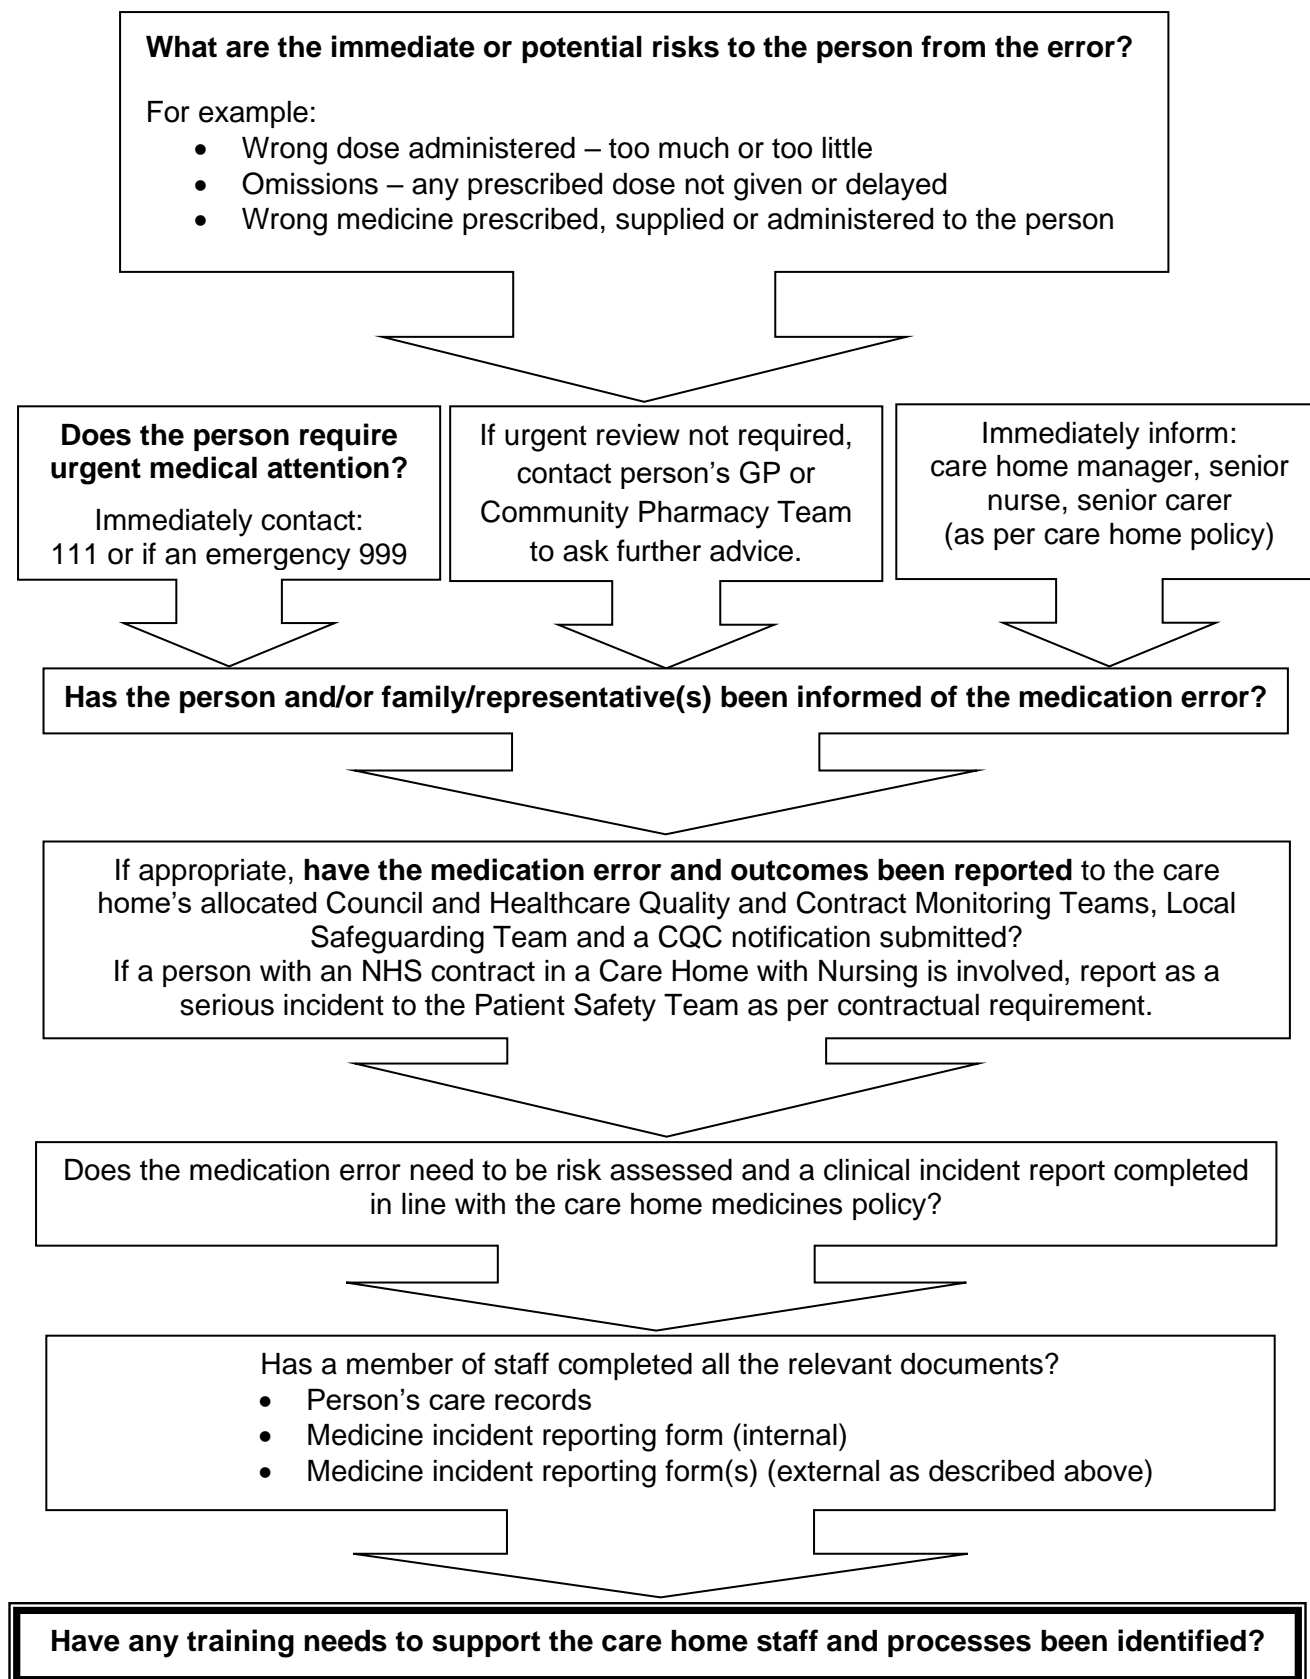 What are the immediate or potential risks to the person from the error?
For example:
• Wrong dose administered – too much or too little
• Omissions – any prescribed dose not given or delayed
• Wrong medicine prescribed, supplied or administered to the person
Does the person require
urgent medical attention?
Immediately contact:
111 or if an emergency 999
If urgent review not required,
contact person’s GP or
Community Pharmacy Team
to ask further advice.
Immediately inform:
care home manager, senior
nurse, senior carer
(as per care home policy)
Has the person and/or family/representative(s) been informed of the medication error?
If appropriate, have the medication error and outcomes been reported to the care
home’s allocated Council and Healthcare Quality and Contract Monitoring Teams, Local
Safeguarding Team and a CQC notification submitted?
If a person with an NHS contract in a Care Home with Nursing is involved, report as a
serious incident to the Patient Safety Team as per contractual requirement.
Does the medication error need to be risk assessed and a clinical incident report completed
in line with the care home medicines policy?
Has a member of staff completed all the relevant documents?
• Person’s care records
• Medicine incident reporting form (internal)
• Medicine incident reporting form(s) (external as described above)
Have any training needs to support the care home staff and processes been identified?